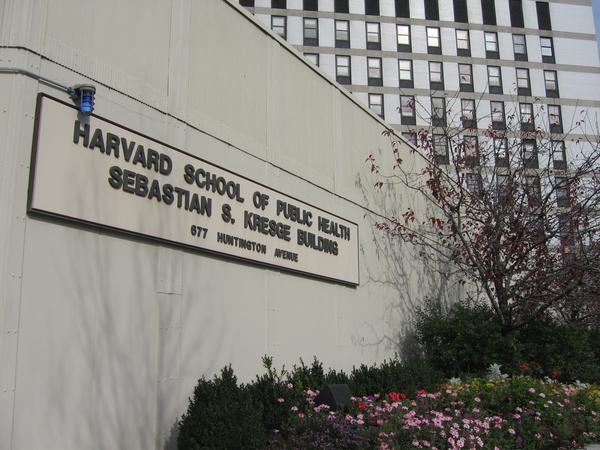 HARVARD SCHOOL OF PUBLIC HEALTH
SEBASTIAN S. KRESGE BUILDING
677 HUNTINGTON AVENUE